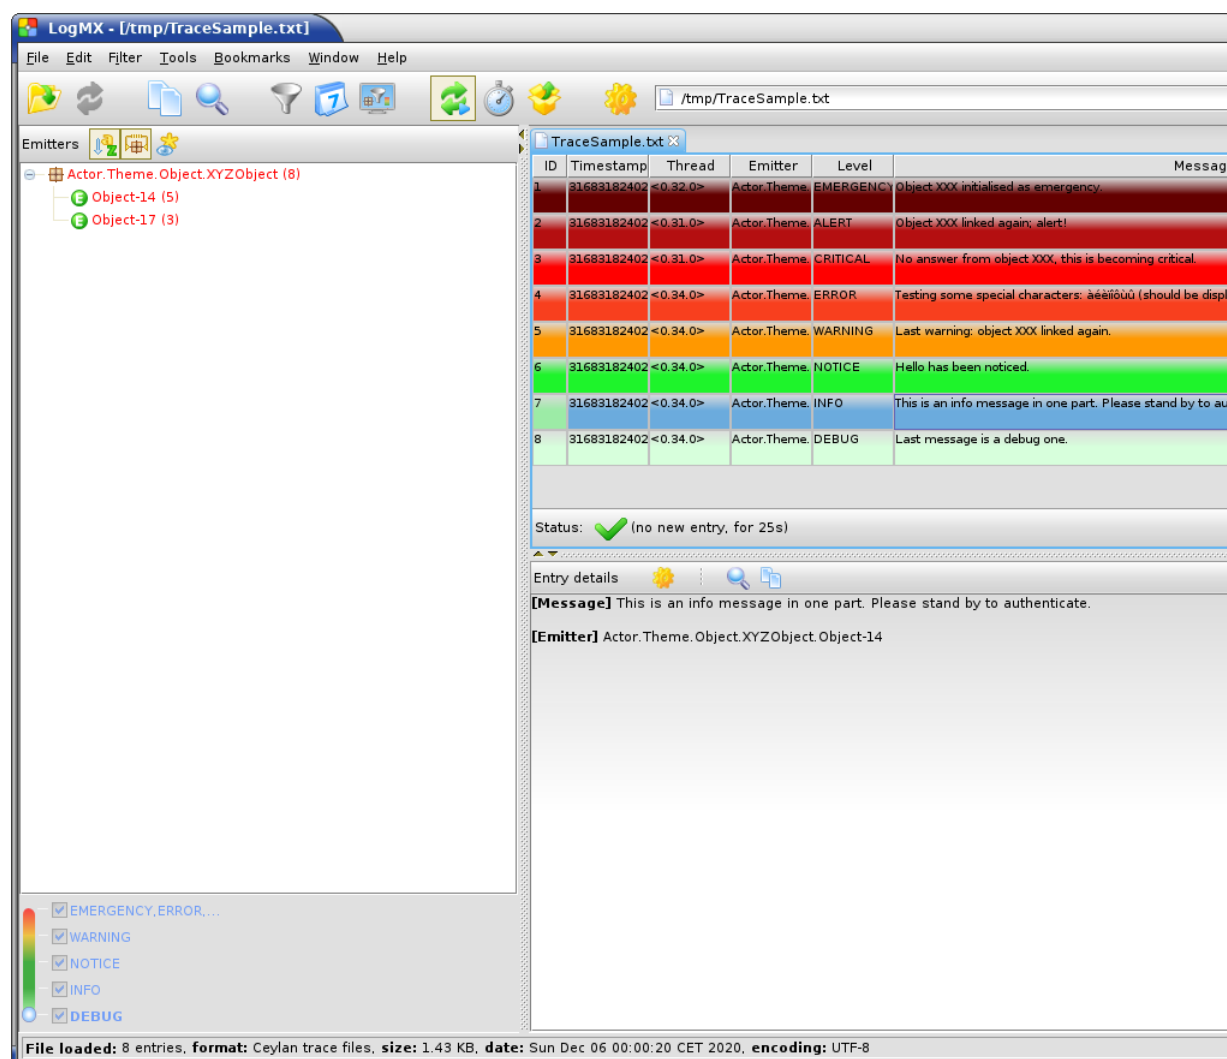 LogMX - [/tmp/TraceSample.txt]
File Edit Filter Tools Bookmarks Window Help
7
/tmp/TraceSample.txt
Emitters
Actor.Theme.Object.XYZObject (8)
E Object-14 (5)
E Object-17 (3)
EMERGENCY,ERROR,...
WARNING
NOTICE
INFO
DEBUG
TraceSample.txt
ID Timestamp Thread Emitter Level Messag
1 31683182402 <0.32.0> Actor.Theme. EMERGENCY Object XXX initialised as emergency.
2 31683182402 <0.31.0> Actor.Theme. ALERT Object XXX linked again; alert!
3 31683182402 <0.31.0> Actor.Theme. CRITICAL No answer from object XXX, this is becoming critical.
4 31683182402 <0.34.0> Actor.Theme. ERROR Testing some special characters: (should be displ
5 31683182402 <0.34.0> Actor.Theme. WARNING Last warning: object XXX linked again.
6 31683182402 <0.34.0> Actor.Theme. NOTICE Hello has been noticed.
7 31683182402 <0.34.0> Actor.Theme. INFO This is an info message in one part. Please stand by to au
8 31683182402 <0.34.0> Actor.Theme. DEBUG Last message is a debug one.
Status: (no new entry, for 25s)
Entry details
[Message] This is an info message in one part. Please stand by to authenticate.
[Emitter] Actor.Theme.Object.XYZObject.Object-14
File loaded: 8 entries, format: Ceylan trace files, size: 1.43 KB, date: Sun Dec 06 00:00:20 CET 2020, encoding: UTF-8